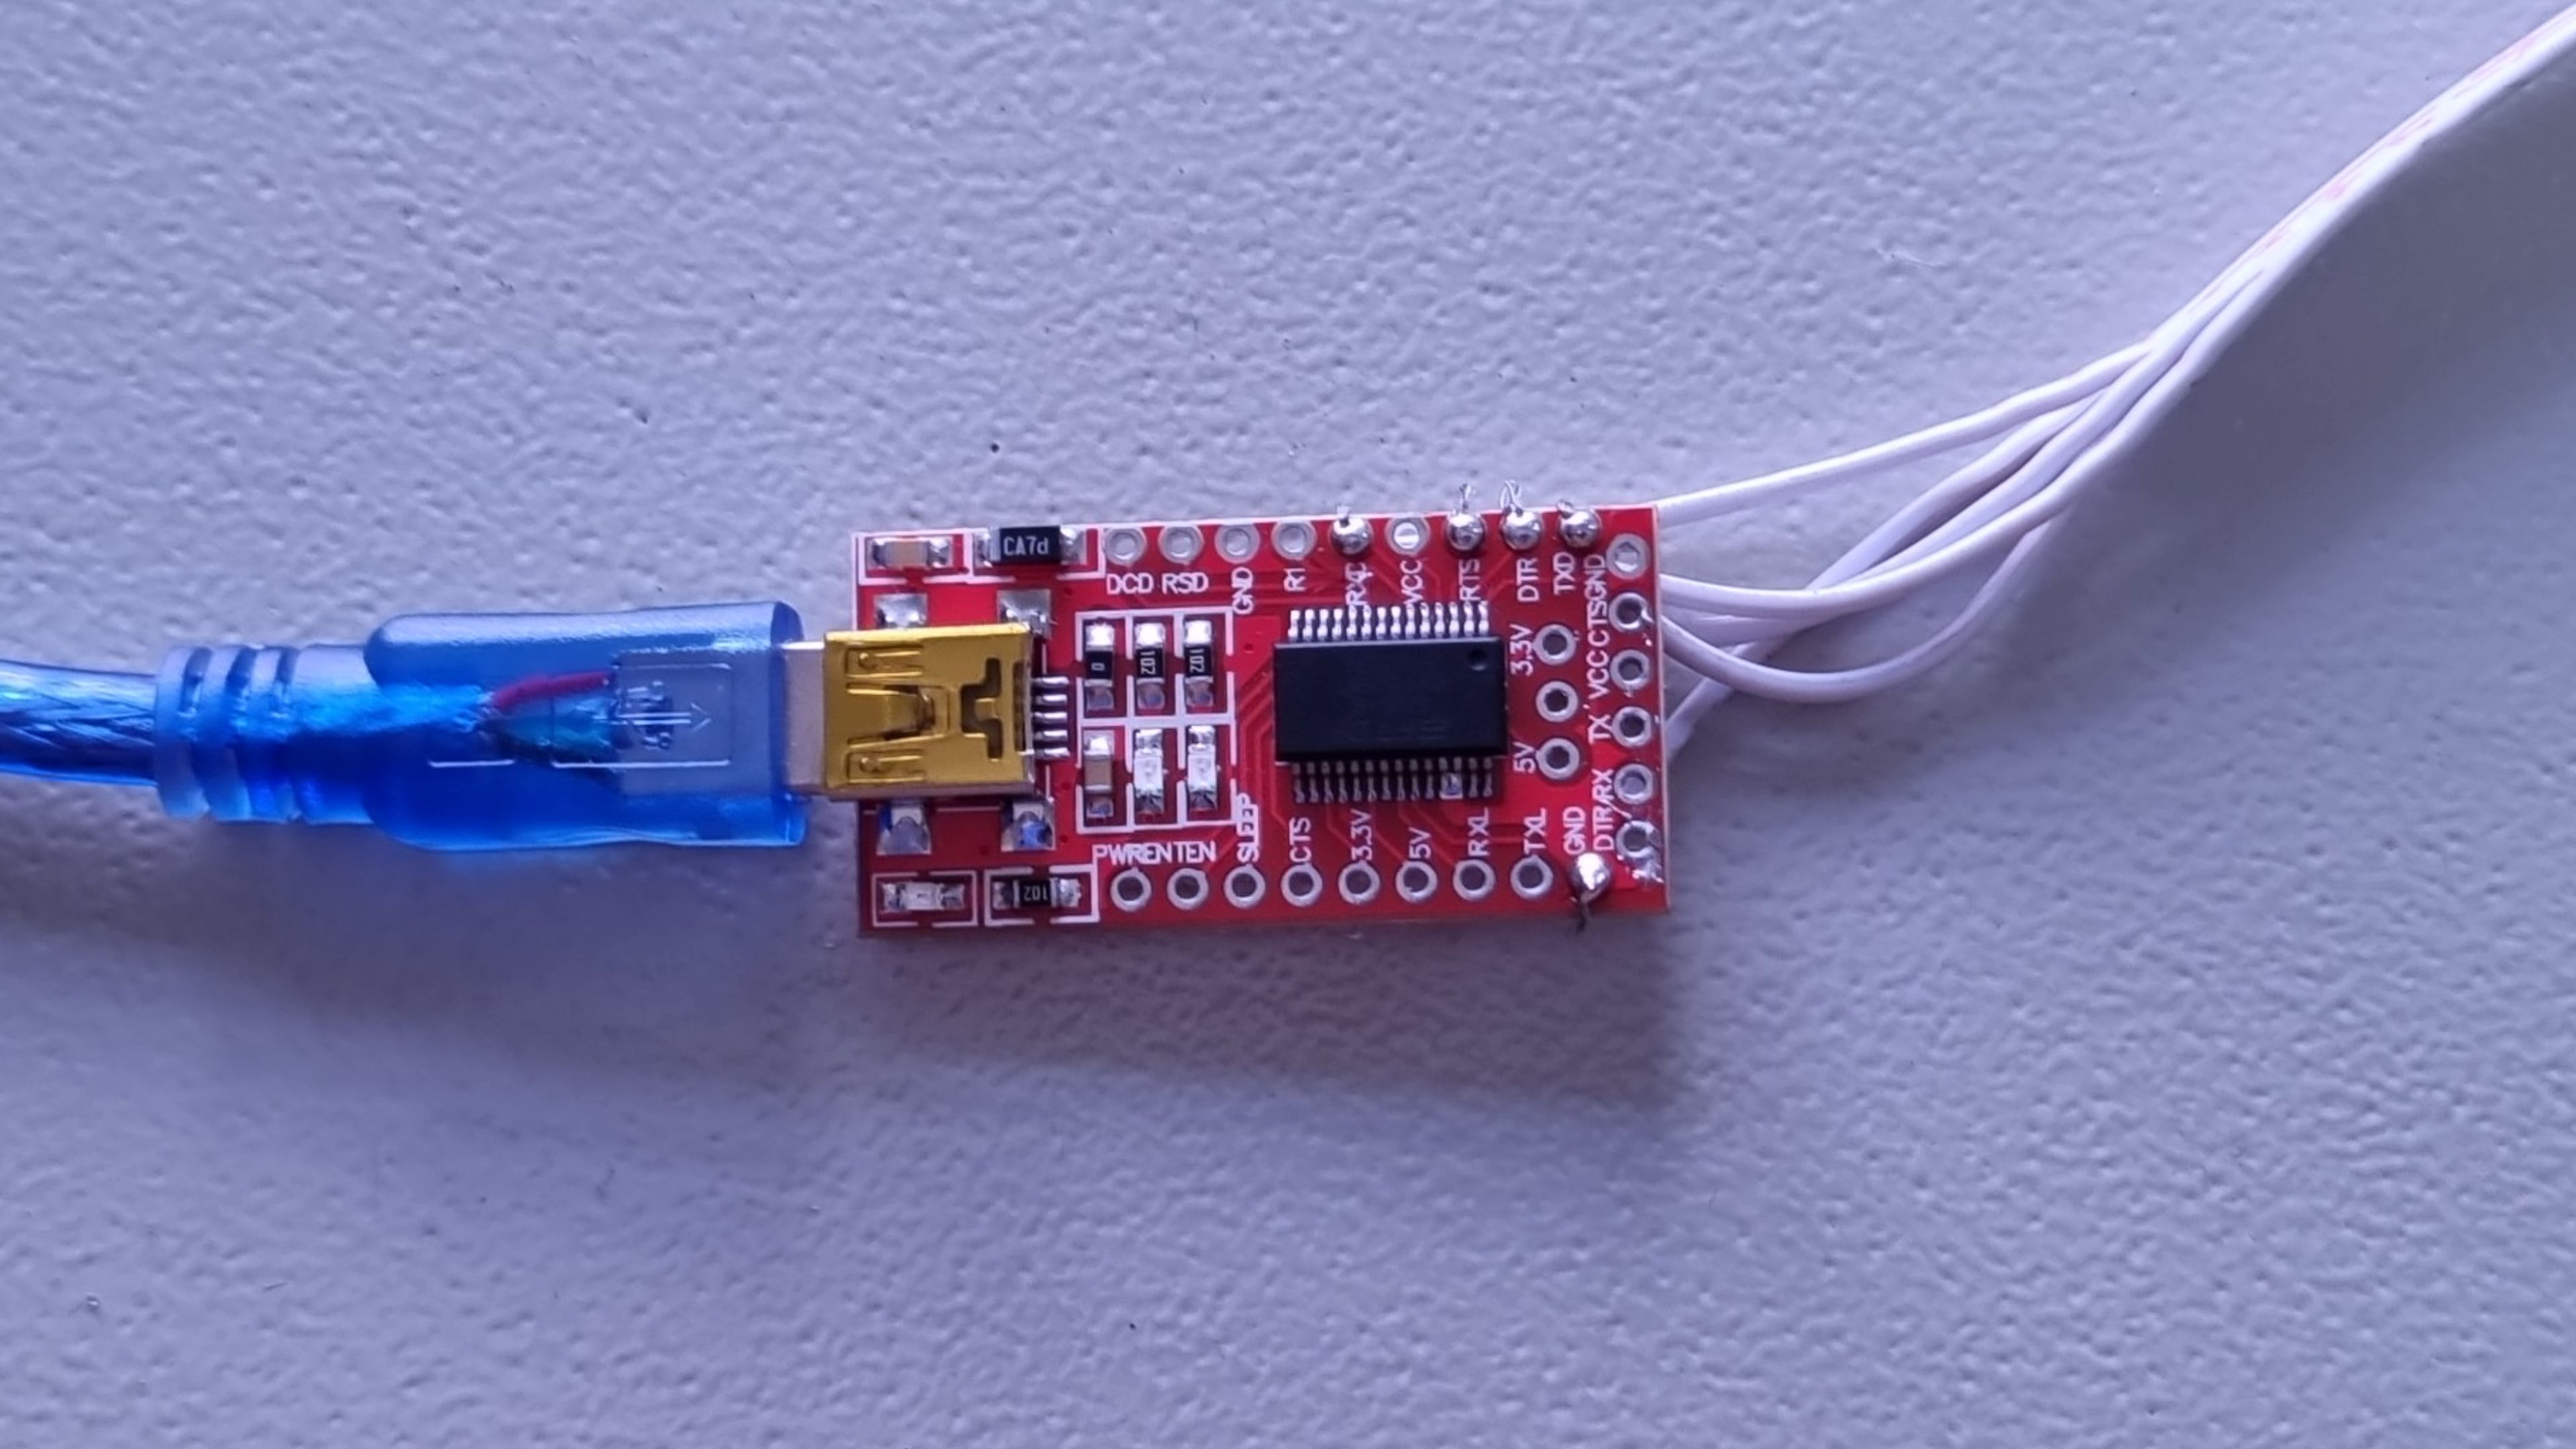 102
CA7d
PWREN
TEN
SLEEP
CTS
3.3V
5V
RXL
TXL
GND
0
102
102
DCD
RSD
GND
R1
RXD
VCC
RTS
DTR
TXD
5V
3.3V
DTR RX TX VCC CTS GND